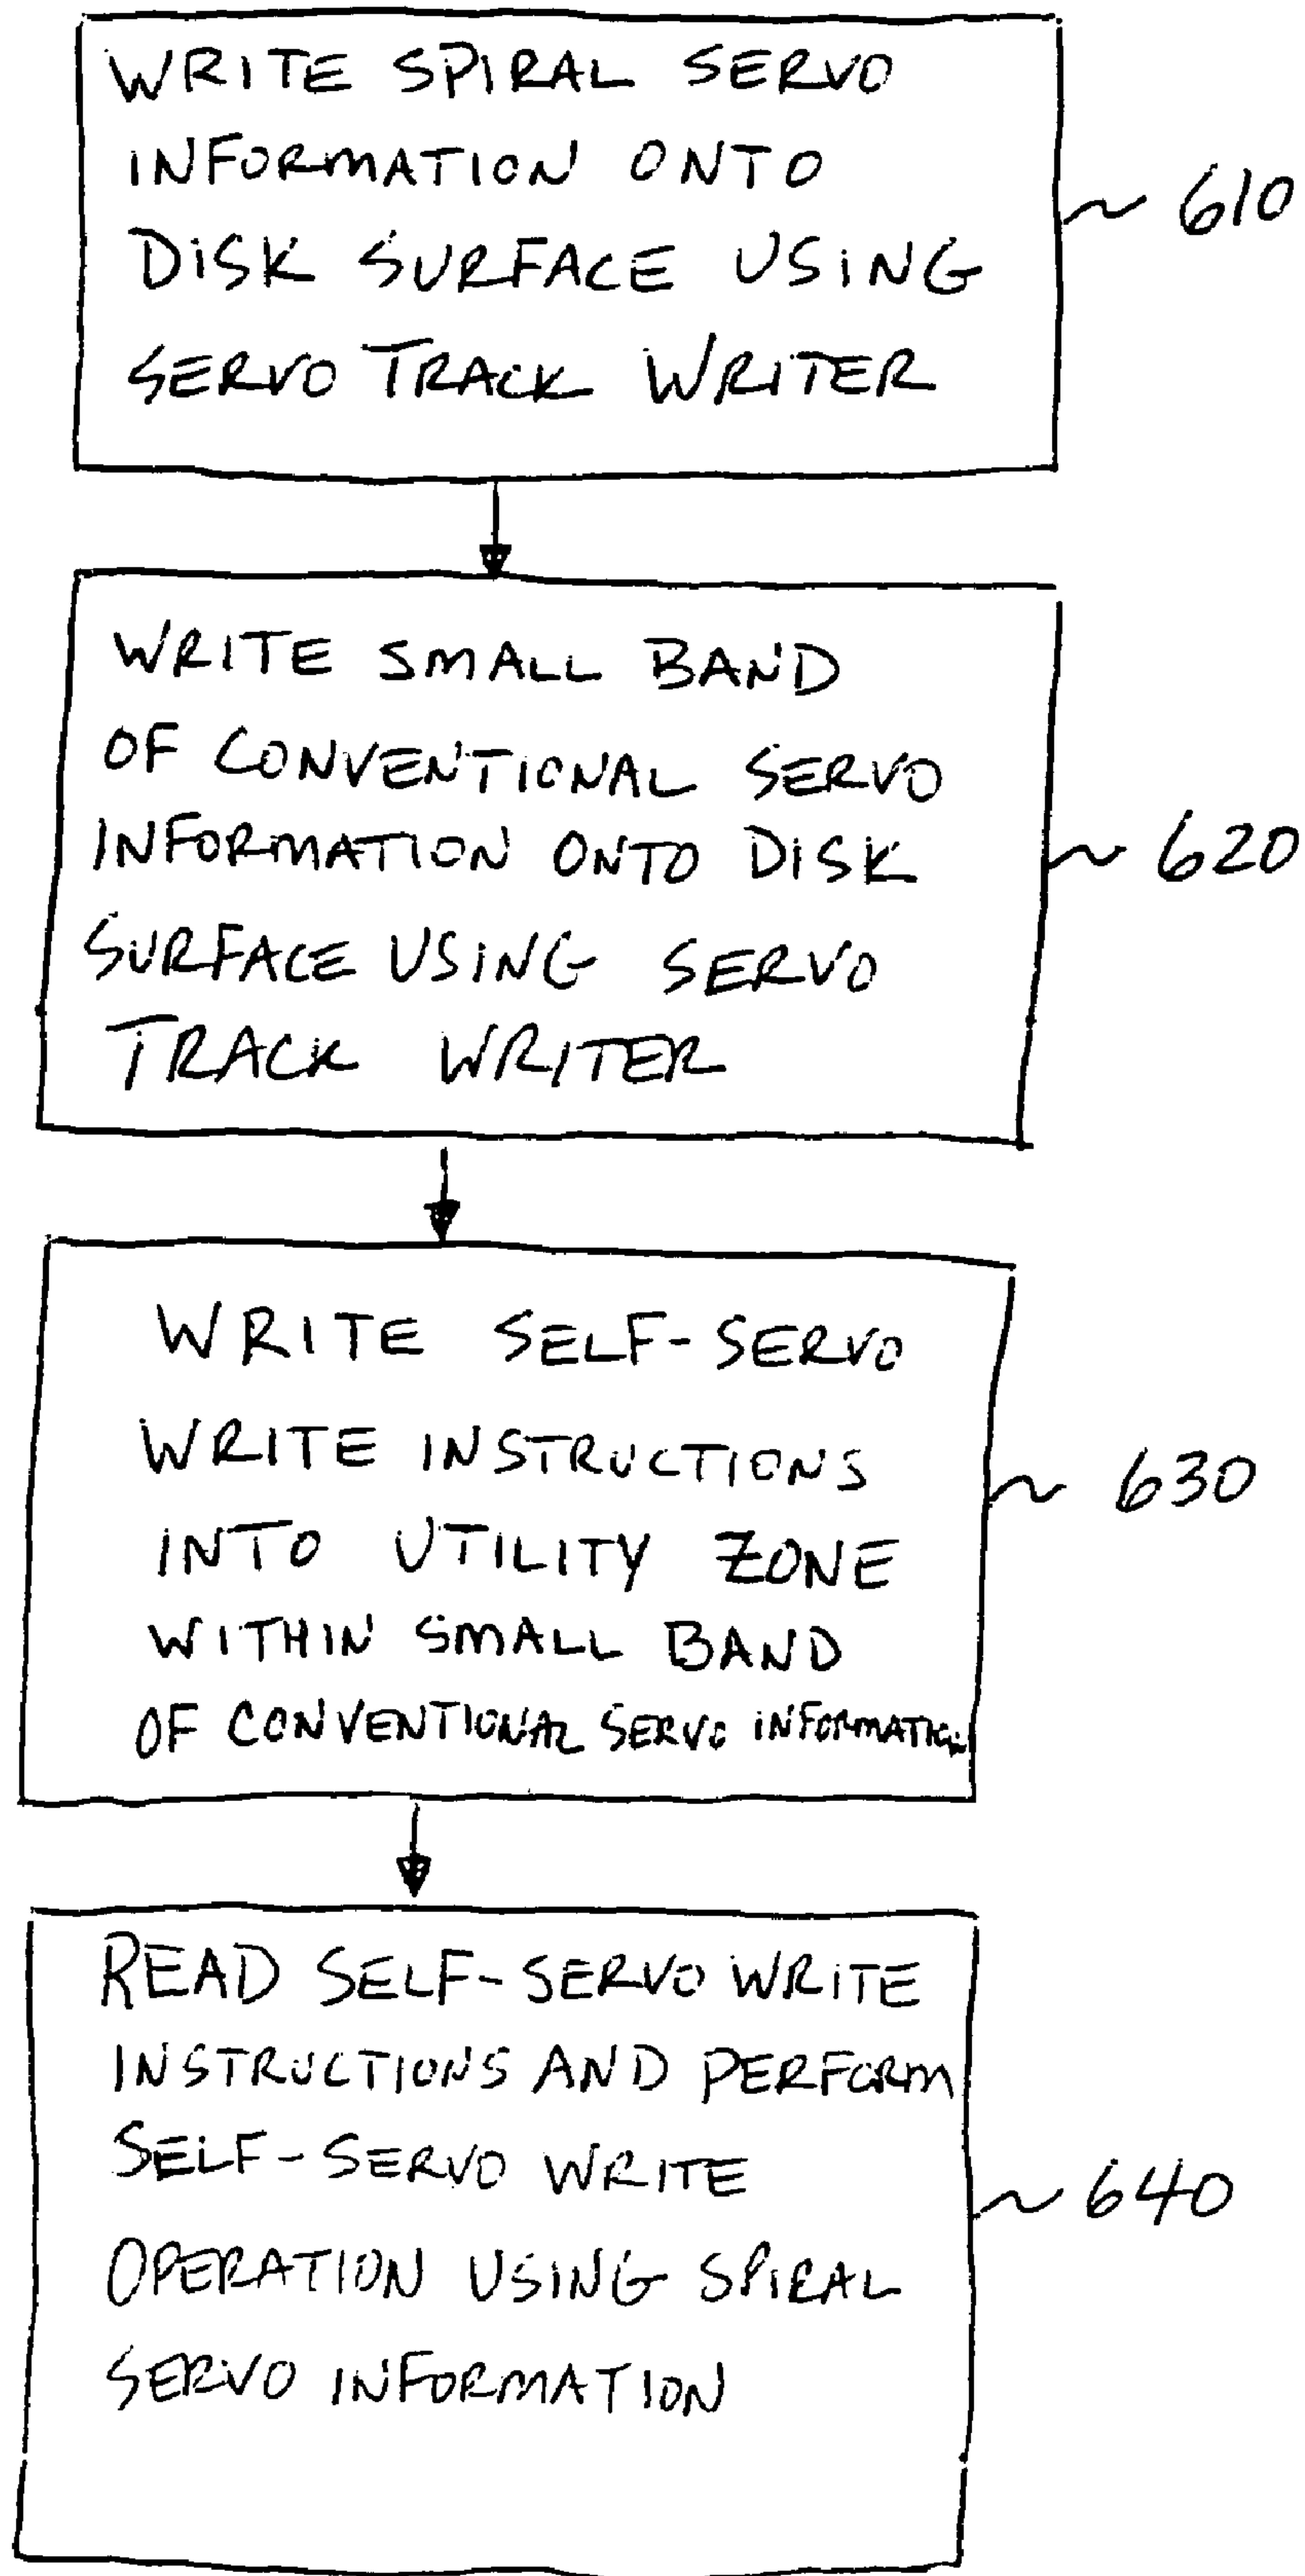 WRITE SPIRAL SERVO
INFORMATION ONTO
DISK SURFACE USING
SERVO TRACK WRITER
610
WRITE SMALL BAND
OF CONVENTIONAL SERVO
INFORMATION ONTO DISK
SURFACE USING SERVO
TRACK WRITER
620
WRITE SELF-SERVO
WRITE INSTRUCTIONS
INTO UTILITY ZONE
WITHIN SMALL BAND
OF CONVENTIONAL SERVO INFORMATION
630
READ SELF-SERVO WRITE
INSTRUCTIONS AND PERFORM
SELF-SERVO WRITE
OPERATION USING SPIRAL
SERVO INFORMATION
640